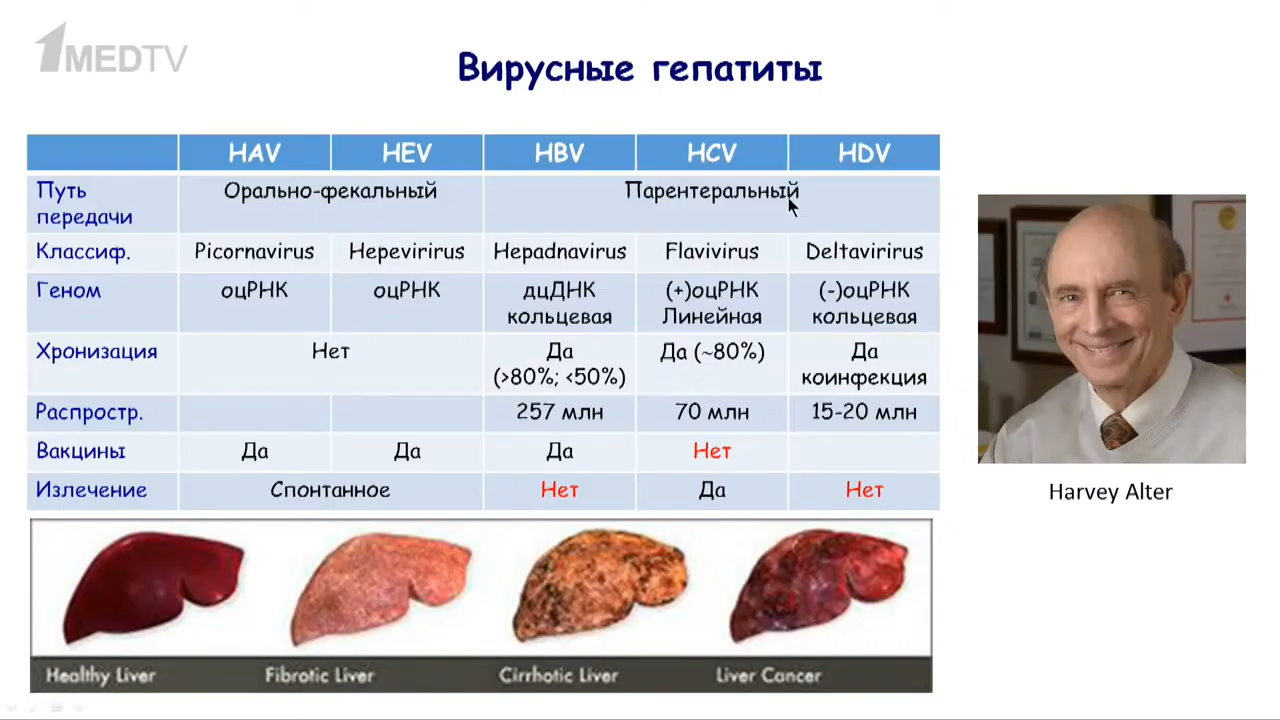 1MEDTV
Вирусные гепатиты
HAV HEV HBV HCV HDV
Путь передачи Орально-фекальный Парентеральный
Классиф. Picornavirus Hepevirirus Hepadnavirus Flavivirus Deltavirirus
Геном оцРНК оцРНК дцДНК кольцевая (+)оцРНК Линейная (-)оцРНК кольцевая
Хронизация Нет Да (>80%; <50%) Да (~80%) Да коинфекция
Распростр. 257 млн 70 млн 15-20 млн
Вакцины Да Да Да Нет
Излечение Спонтанное Нет Да Нет
Harvey Alter
Healthy Liver Fibrotic Liver Cirrhotic Liver Liver Cancer